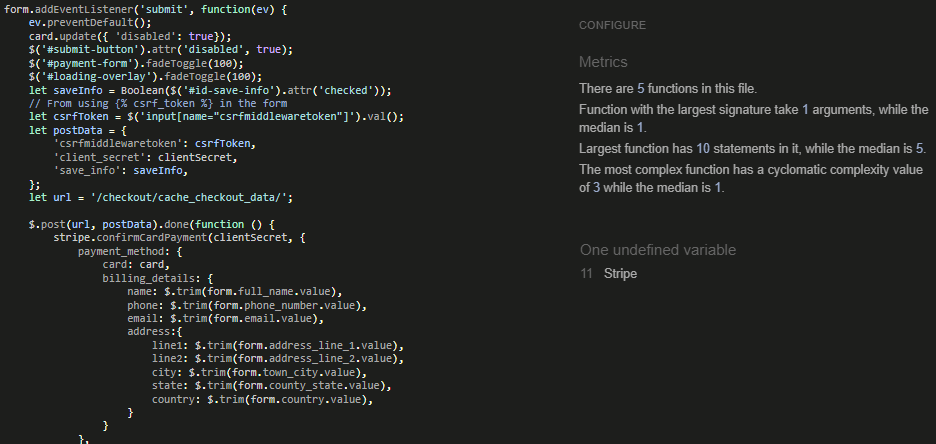 form.addEventListener('submit', function(ev) {
    ev.preventDefault();
    card.update({ 'disabled': true});
    $('#submit-button').attr('disabled', true);
    $('#payment-form').fadeToggle(100);
    $('#loading-overlay').fadeToggle(100);
    let saveInfo = Boolean($('#id-save-info').attr('checked'));
    // From using {% csrf_token %} in the form
    let csrfToken = $('input[name="csrfmiddlewaretoken"]').val();
    let postData = {
        'csrfmiddlewaretoken': csrfToken,
        'client_secret': clientSecret,
        'save_info': saveInfo,
    };
    let url = '/checkout/cache_checkout_data/';

    $.post(url, postData).done(function () {
        stripe.confirmCardPayment(clientSecret, {
            payment_method: {
                card: card,
                billing_details: {
                    name: $.trim(form.full_name.value),
                    phone: $.trim(form.phone_number.value),
                    email: $.trim(form.email.value),
                    address:{
                        line1: $.trim(form.address_line_1.value),
                        line2: $.trim(form.address_line_2.value),
                        city: $.trim(form.town_city.value),
                        state: $.trim(form.county_state.value),
                        country: $.trim(form.country.value),
                    }
                }
            },
CONFIGURE
Metrics
There are 5 functions in this file.
Function with the largest signature take 1 arguments, while the
median is 1.
Largest function has 10 statements in it, while the median is 5.
The most complex function has a cyclomatic complexity value
of 3 while the median is 1.
One undefined variable
11 Stripe